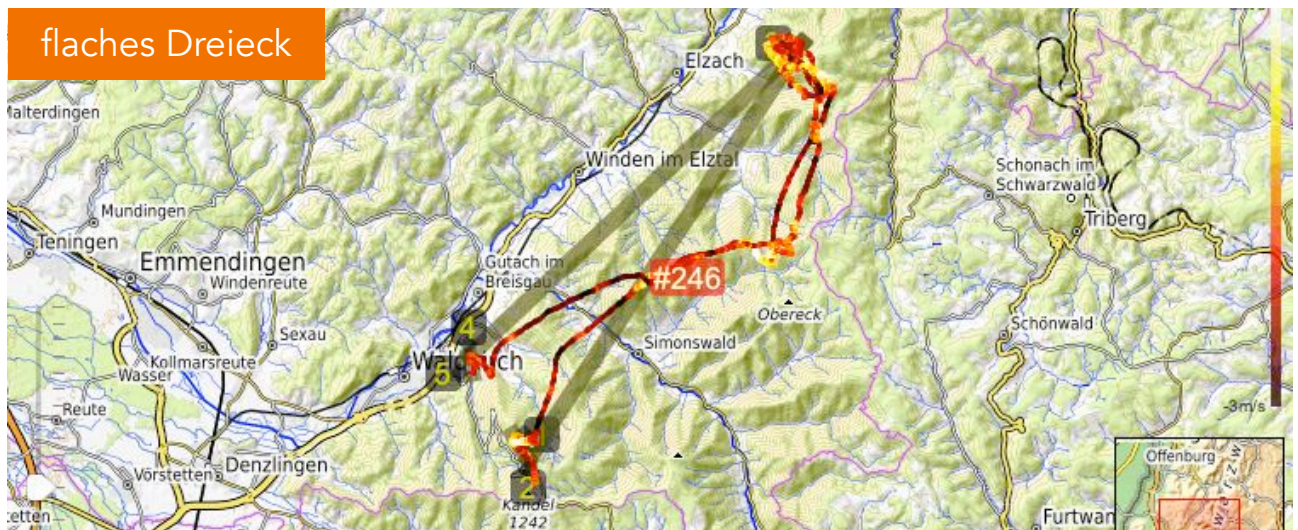 flaches Dreieck
Elzach
Malterdingen
Winden im Elztal
Schonach im
Schwarzwald
Mundingen
Triberg
Teningen
Emmendingen
Gutach im
Breisgau
Windenreute
#246
Obereck
4
Sexau
Schönwald
Simonswald
Kollmarsreute
Waldkirch
Wasser
5
Reute
-3m/s
Offenburg
Denzlingen
Vörstetten
2
Kandel
1242
Furtwan